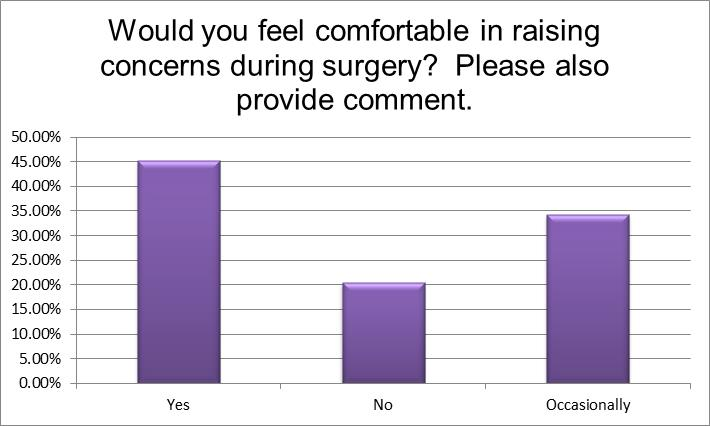 Would you feel comfortable in raising
concerns during surgery?  Please also
provide comment.
50.00%
45.00%
40.00%
35.00%
30.00%
25.00%
20.00%
15.00%
10.00%
5.00%
0.00%
Yes No Occasionally